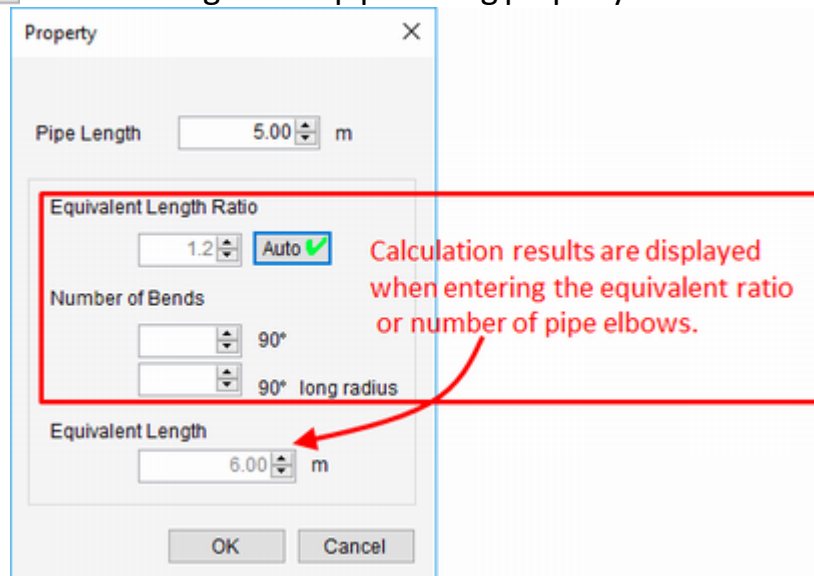 Property
Pipe Length 5.00 m
Equivalent Length Ratio
1.2 Auto
Calculation results are displayed
when entering the equivalent ratio
or number of pipe elbows.
Number of Bends
90°
90° long radius
Equivalent Length
6.00 m
OK Cancel